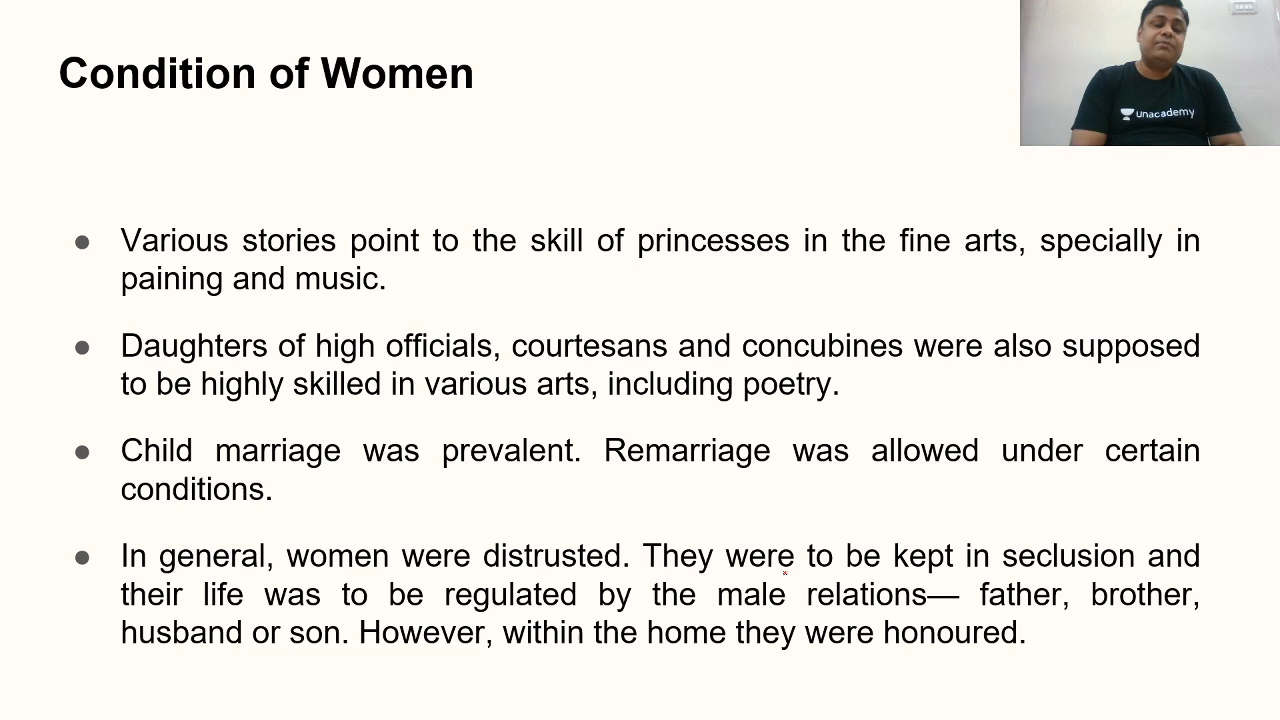 Condition of Women
unacademy
● Various stories point to the skill of princesses in the fine arts, specially in
paining and music.
● Daughters of high officials, courtesans and concubines were also supposed
to be highly skilled in various arts, including poetry.
● Child marriage was prevalent. Remarriage was allowed under certain
conditions.
● In general, women were distrusted. They were to be kept in seclusion and
their life was to be regulated by the male relations— father, brother,
husband or son. However, within the home they were honoured.